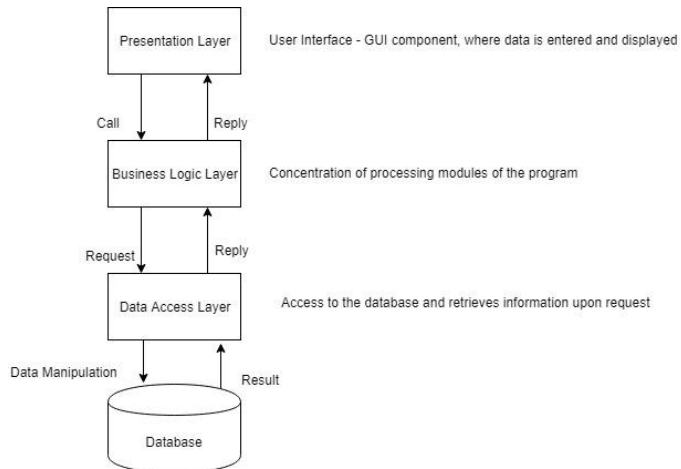 Presentation Layer
User Interface - GUI component, where data is entered and displayed
Call
Reply
Business Logic Layer
Concentration of processing modules of the program
Request
Reply
Data Access Layer
Access to the database and retrieves information upon request
Data Manipulation
Result
Database